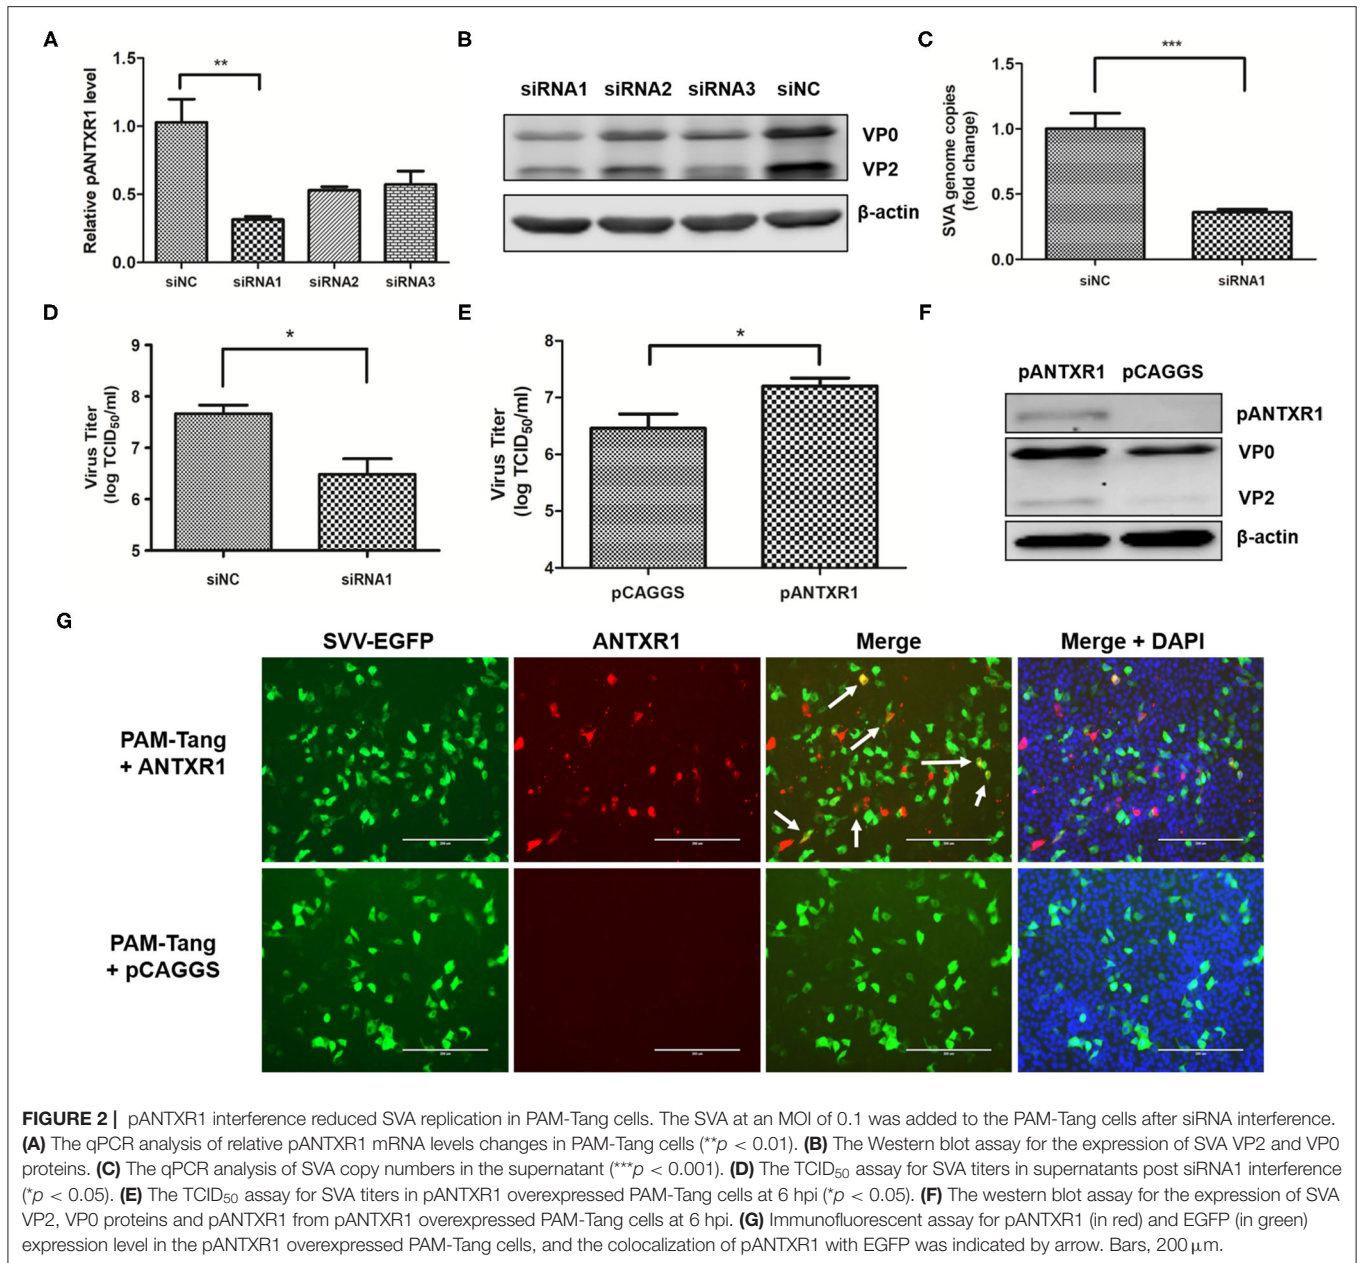 A
Relative pANTXR1 level
1.5
1.0
0.5
0.0
**
siNC siRNA1 siRNA2 siRNA3
B
siRNA1 siRNA2 siRNA3 siNC
VP0
VP2
β-actin
C
SVA genome copies
(fold change)
1.5
1.0
0.5
0.0
***
siNC siRNA1
D
Virus Titer
(log TCID50/ml)
9
8
7
6
5
*
siNC siRNA1
E
Virus Titer
(log TCID50/ml)
8
7
6
5
4
*
pCAGGS pANTXR1
F
pANTXR1 pCAGGS
pANTXR1
VP0
VP2
β-actin
G
SVV-EGFP ANTXR1 Merge Merge + DAPI
PAM-Tang
+ ANTXR1
PAM-Tang
+ pCAGGS
FIGURE 2 | pANTXR1 interference reduced SVA replication in PAM-Tang cells. The SVA at an MOI of 0.1 was added to the PAM-Tang cells after siRNA interference.
(A) The qPCR analysis of relative pANTXR1 mRNA levels changes in PAM-Tang cells (**p < 0.01). (B) The Western blot assay for the expression of SVA VP2 and VP0
proteins. (C) The qPCR analysis of SVA copy numbers in the supernatant (***p < 0.001). (D) The TCID50 assay for SVA titers in supernatants post siRNA1 interference
(*p < 0.05). (E) The TCID50 assay for SVA titers in pANTXR1 overexpressed PAM-Tang cells at 6 hpi (*p < 0.05). (F) The western blot assay for the expression of SVA
VP2, VP0 proteins and pANTXR1 from pANTXR1 overexpressed PAM-Tang cells at 6 hpi. (G) Immunofluorescent assay for pANTXR1 (in red) and EGFP (in green)
expression level in the pANTXR1 overexpressed PAM-Tang cells, and the colocalization of pANTXR1 with EGFP was indicated by arrow. Bars, 200 μm.